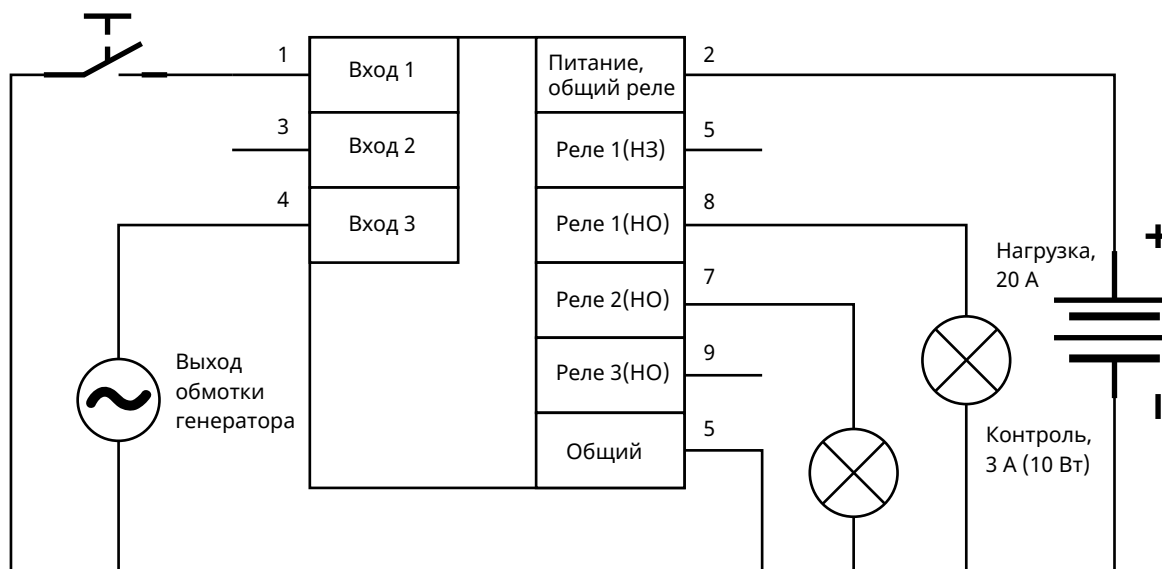 1
Вход 1
Питание,
общий реле
2
3
Вход 2
Реле 1(НЗ)
5
4
Вход 3
Реле 1(НО)
8
Нагрузка,
20 А
+
Реле 2(НО)
7
Выход
обмотки
генератора
Реле 3(НО)
9
Общий
5
Контроль,
3 А (10 Вт)